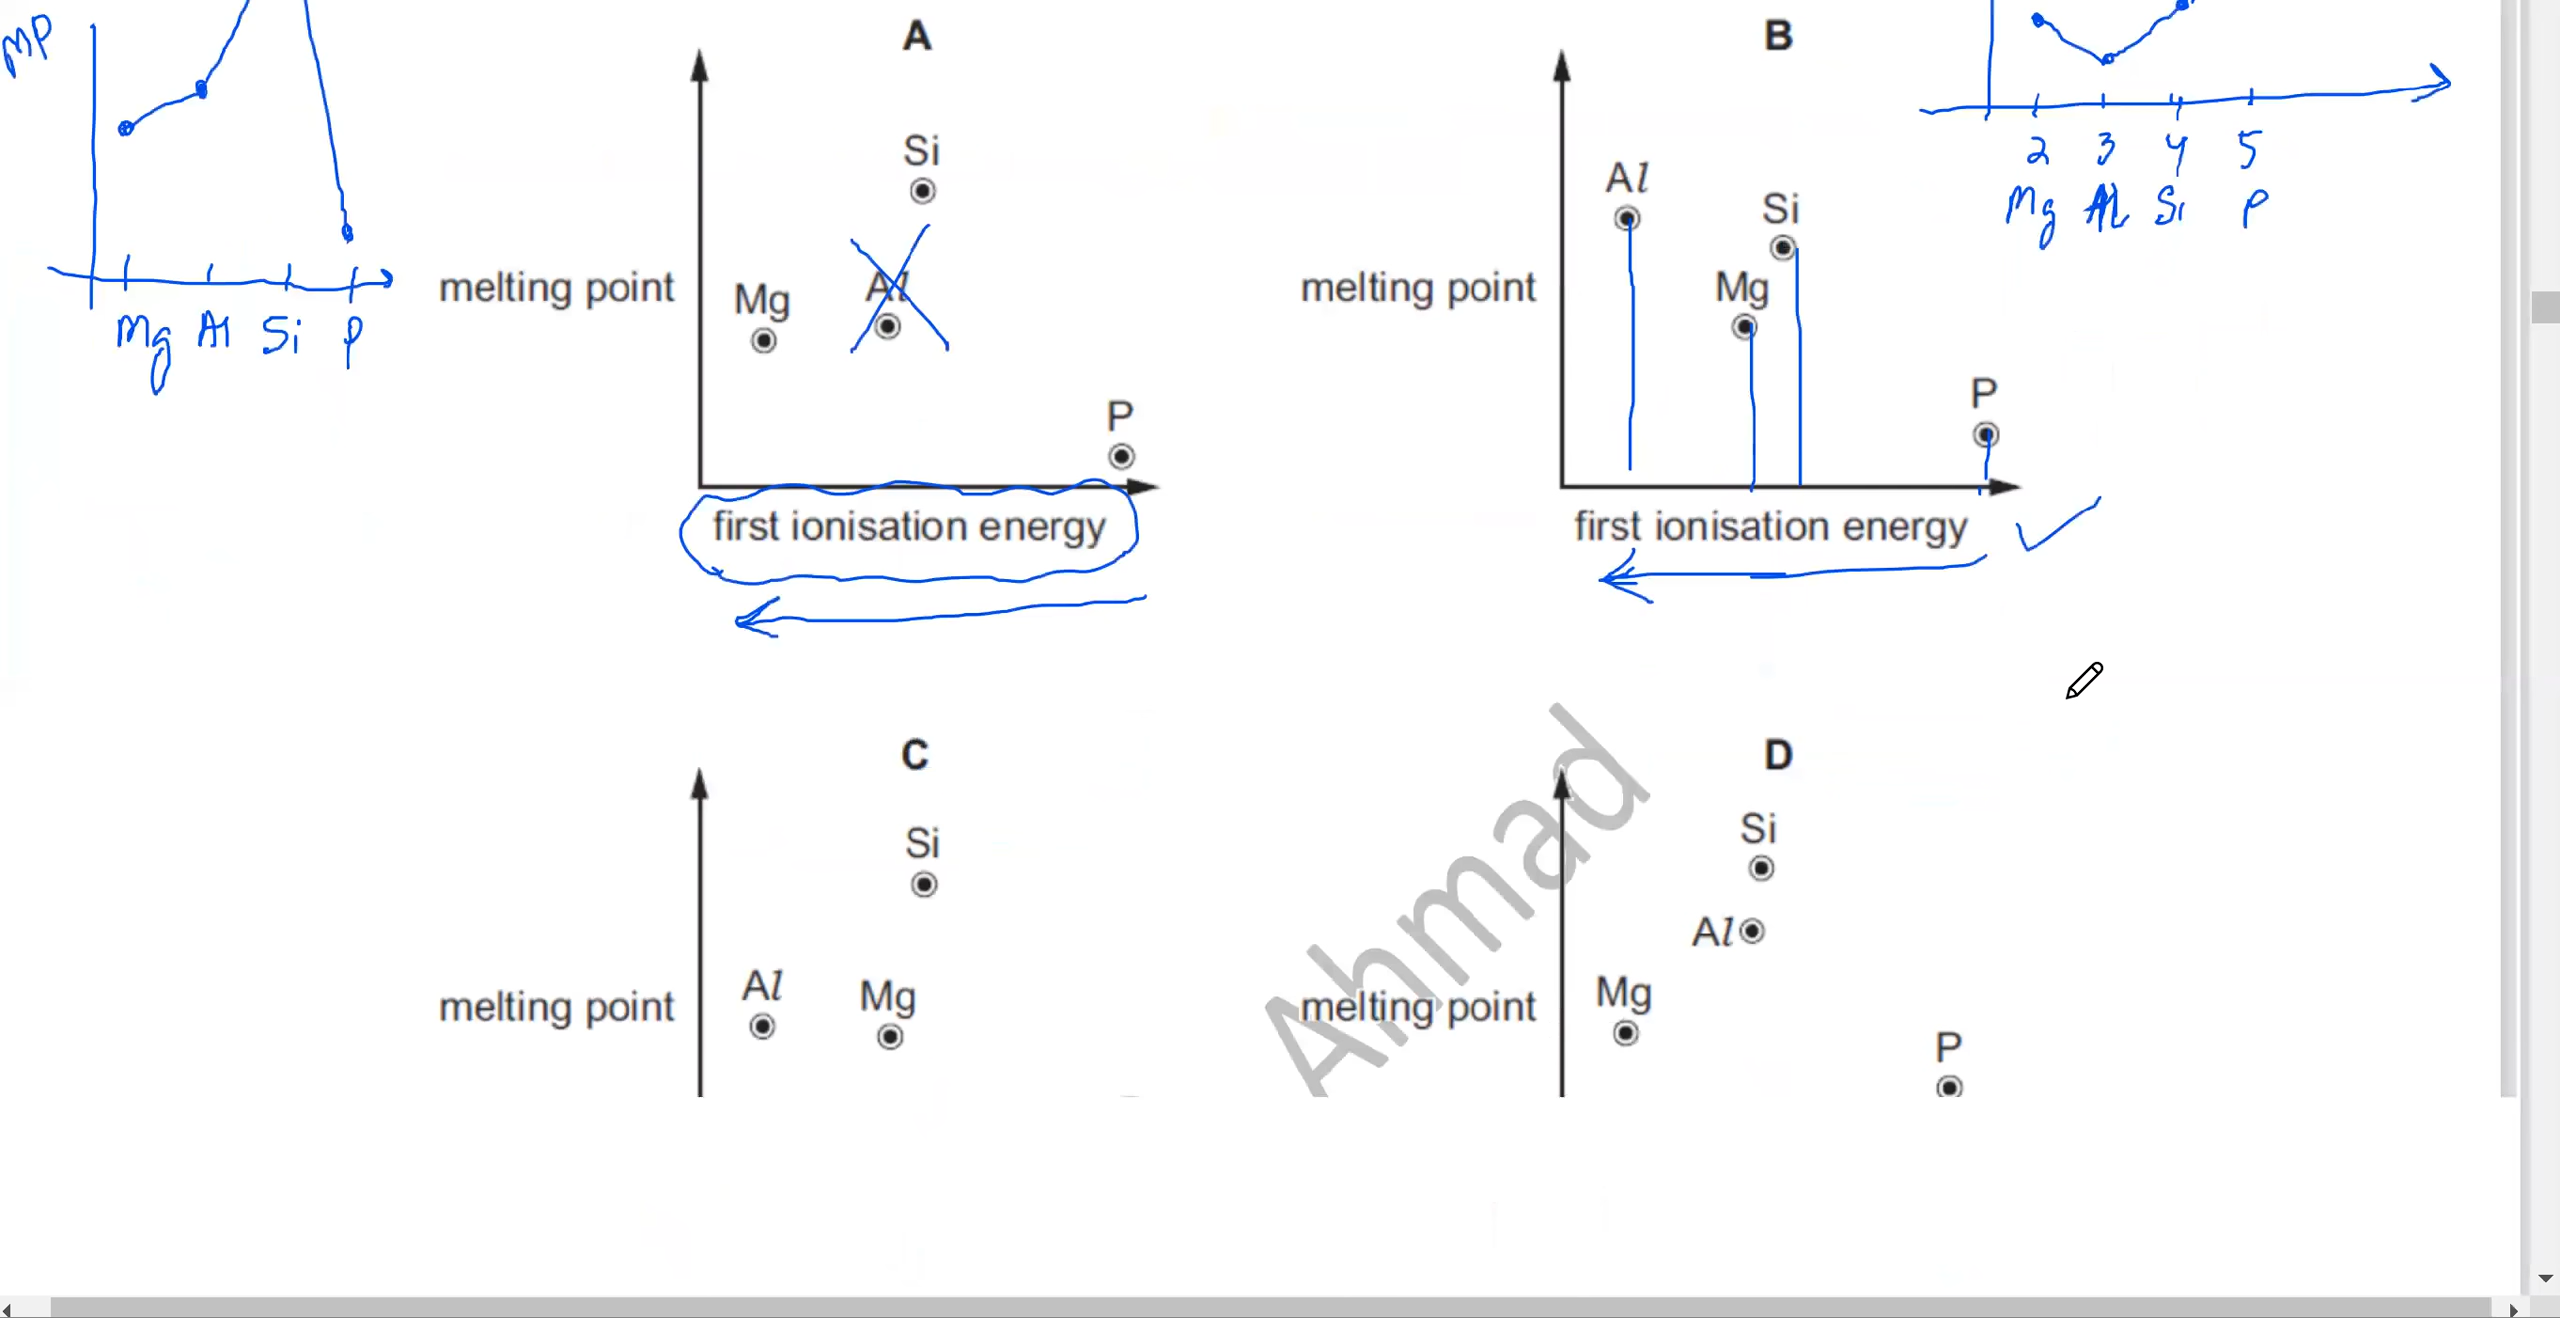 MP
Mg Al Si P
A
Si
Mg
Al
melting point
P
first ionisation energy
B
Al
Si
Mg
melting point
P
first ionisation energy
2 3 4 5
Mg Al Si P
C
Si
Al
Mg
melting point
D
Si
Al
Mg
melting point
P
Ahmad